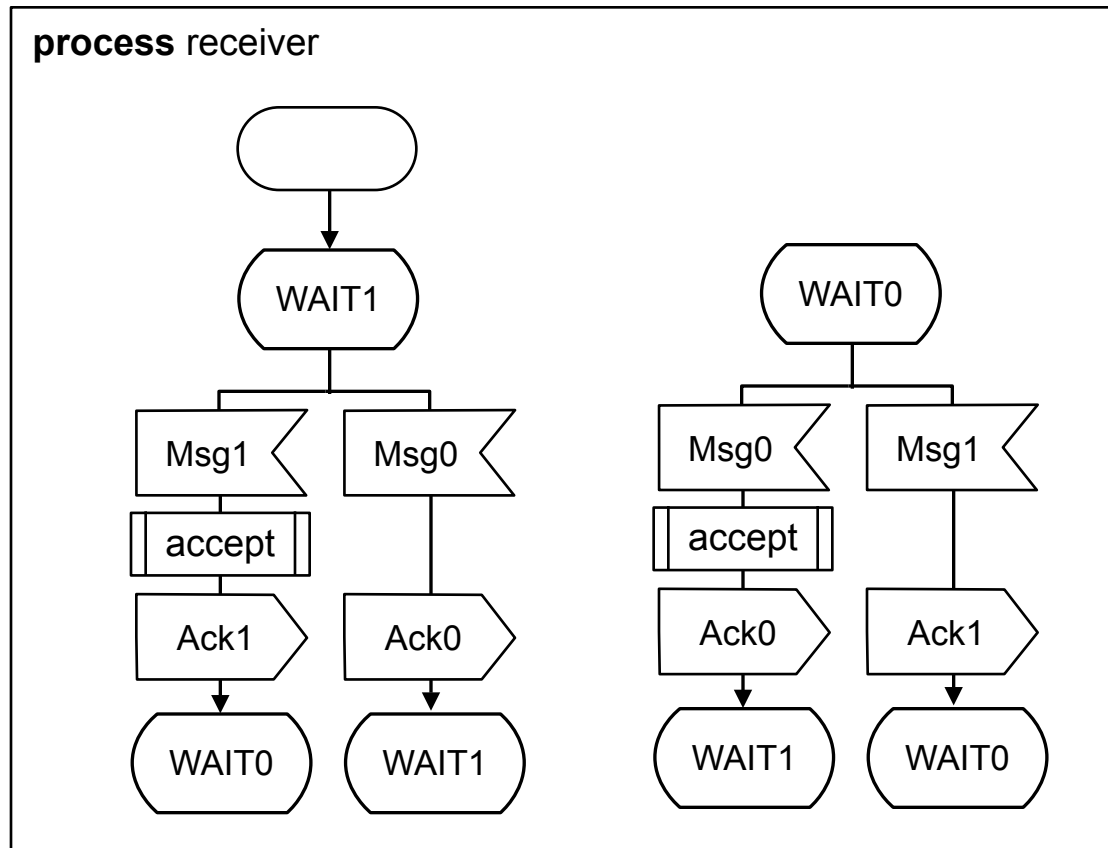 process receiver
WAIT1
WAIT0
Msg1
Msg0
Msg0
Msg1
accept
accept
Ack1
Ack0
Ack0
Ack1
WAIT0
WAIT1
WAIT1
WAIT0